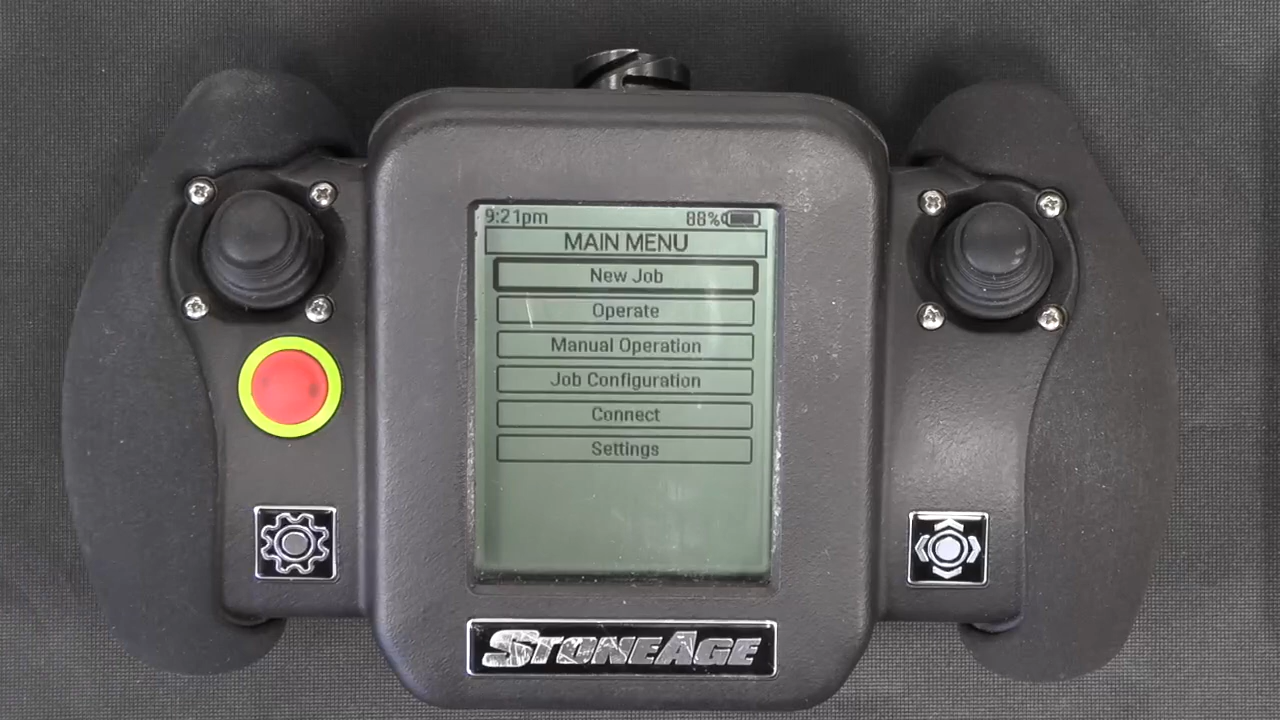 9:21pm 88%
MAIN MENU
New Job
Operate
Manual Operation
Job Configuration
Connect
Settings
STONEAGE